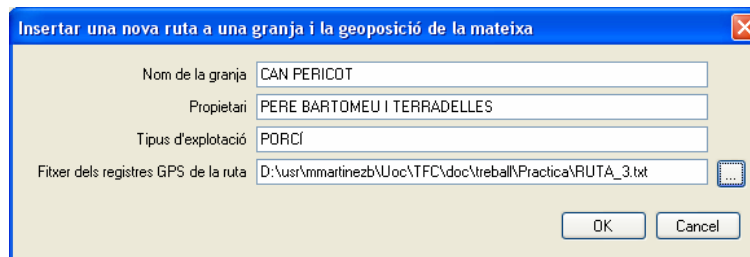 Insertar una nova ruta a una granja i la geoposició de la mateixa
Nom de la granja CAN PERICOT
Propietari PERE BARTOMEU I TERRADELLES
Tipus d'explotació PORCÍ
Fitxer dels registres GPS de la ruta D:\usr\mmartinezb\Uoc\TFC\doc\treball\Practica\RUTA_3.txt ...
OK Cancel